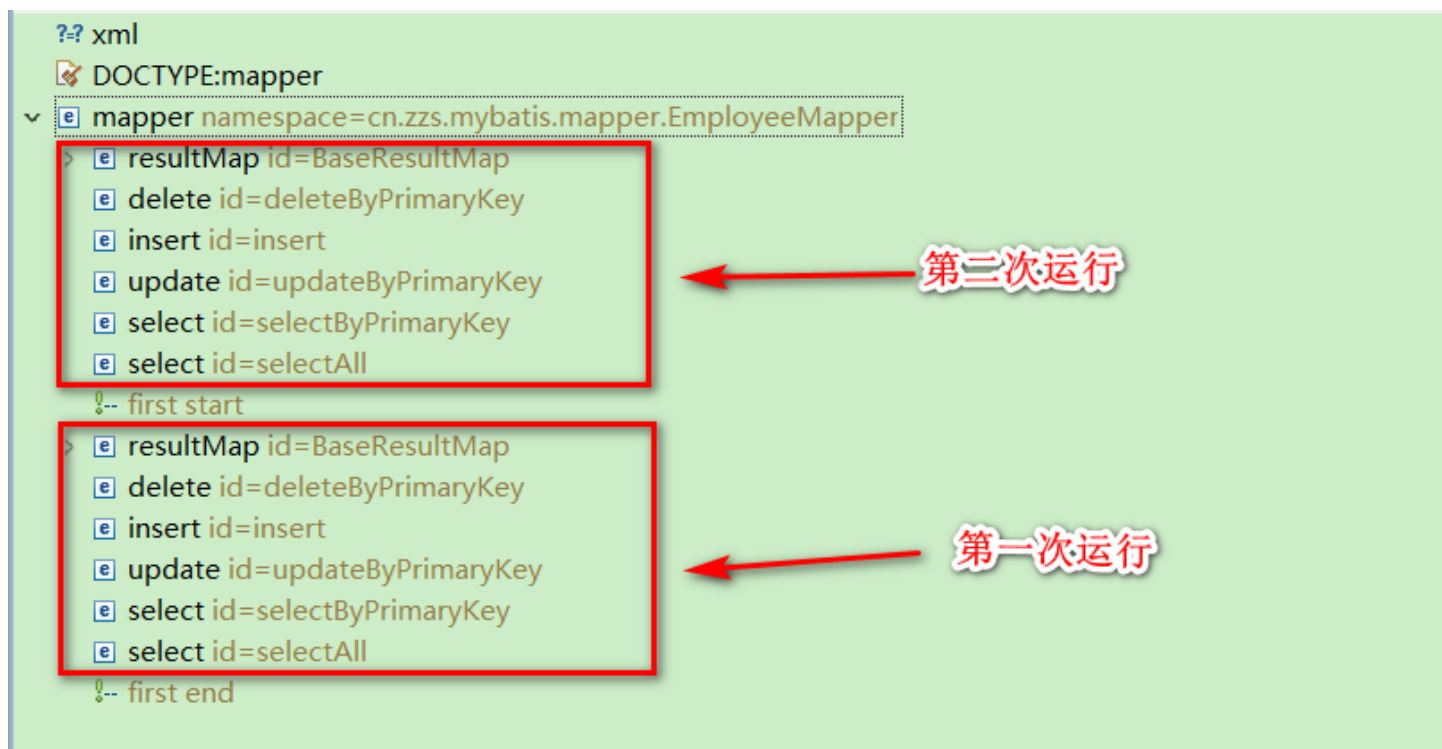 ?=? xml
DOCTYPE:mapper
mapper namespace=cn.zzs.mybatis.mapper.EmployeeMapper
resultMap id=BaseResultMap
delete id=deleteByPrimaryKey
insert id=insert
update id=updateByPrimaryKey
第二次运行
select id=selectByPrimaryKey
select id=selectAll
!-- first start
resultMap id=BaseResultMap
delete id=deleteByPrimaryKey
insert id=insert
第一次运行
update id=updateByPrimaryKey
select id=selectByPrimaryKey
select id=selectAll
!-- first end